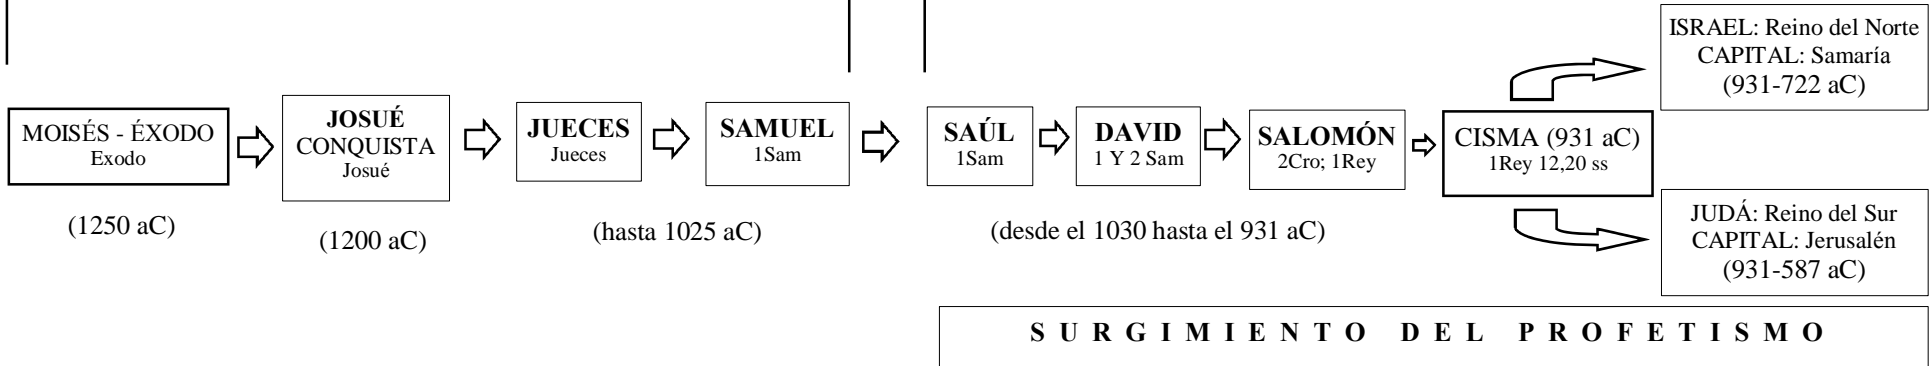 MOISÉS - ÉXODO
Exodo
(1250 aC)
JOSUÉ
CONQUISTA
Josué
(1200 aC)
JUECES
Jueces
SAMUEL
1Sam
(hasta 1025 aC)
SAÚL
1Sam
DAVID
1 Y 2 Sam
SALOMÓN
2Cro; 1Rey
(desde el 1030 hasta el 931 aC)
CISMA (931 aC)
1Rey 12,20 ss
ISRAEL: Reino del Norte
CAPITAL: Samaría
(931-722 aC)
JUDÁ: Reino del Sur
CAPITAL: Jerusalén
(931-587 aC)
SURGIMIENTO DEL PROFETISMO